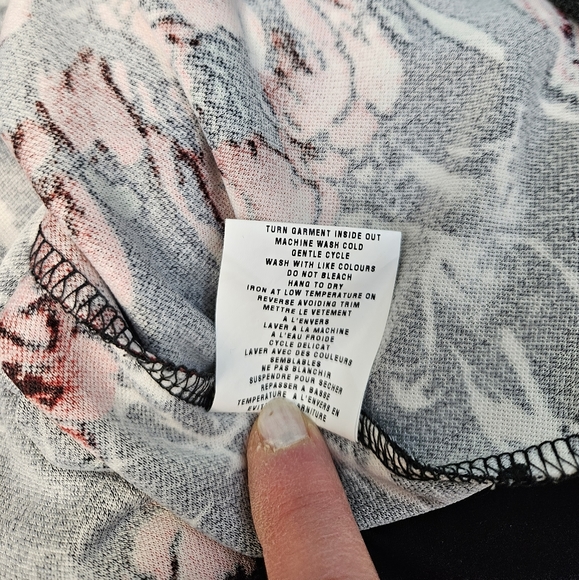 TURN GARMENT INSIDE OUT
MACHINE WASH COLD
GENTLE CYCLE
WASH WITH LIKE COLOURS
DO NOT BLEACH
HANG TO DRY
IRON AT LOW TEMPERATURE ON
REVERSE AVOIDING TRIM
METTRE LE VETEMENT
A L'ENVERS
LAVER A LA MACHINE
A L'EAU FROIDE
CYCLE DELICAT
LAVER AVEC DES COULEURS
SEMBLABLES
NE PAS BLANCHIR
SUSPENDRE POUR SÉCHER
REPASSER A BASSE
TEMPERATURE A L'ENVERS EN